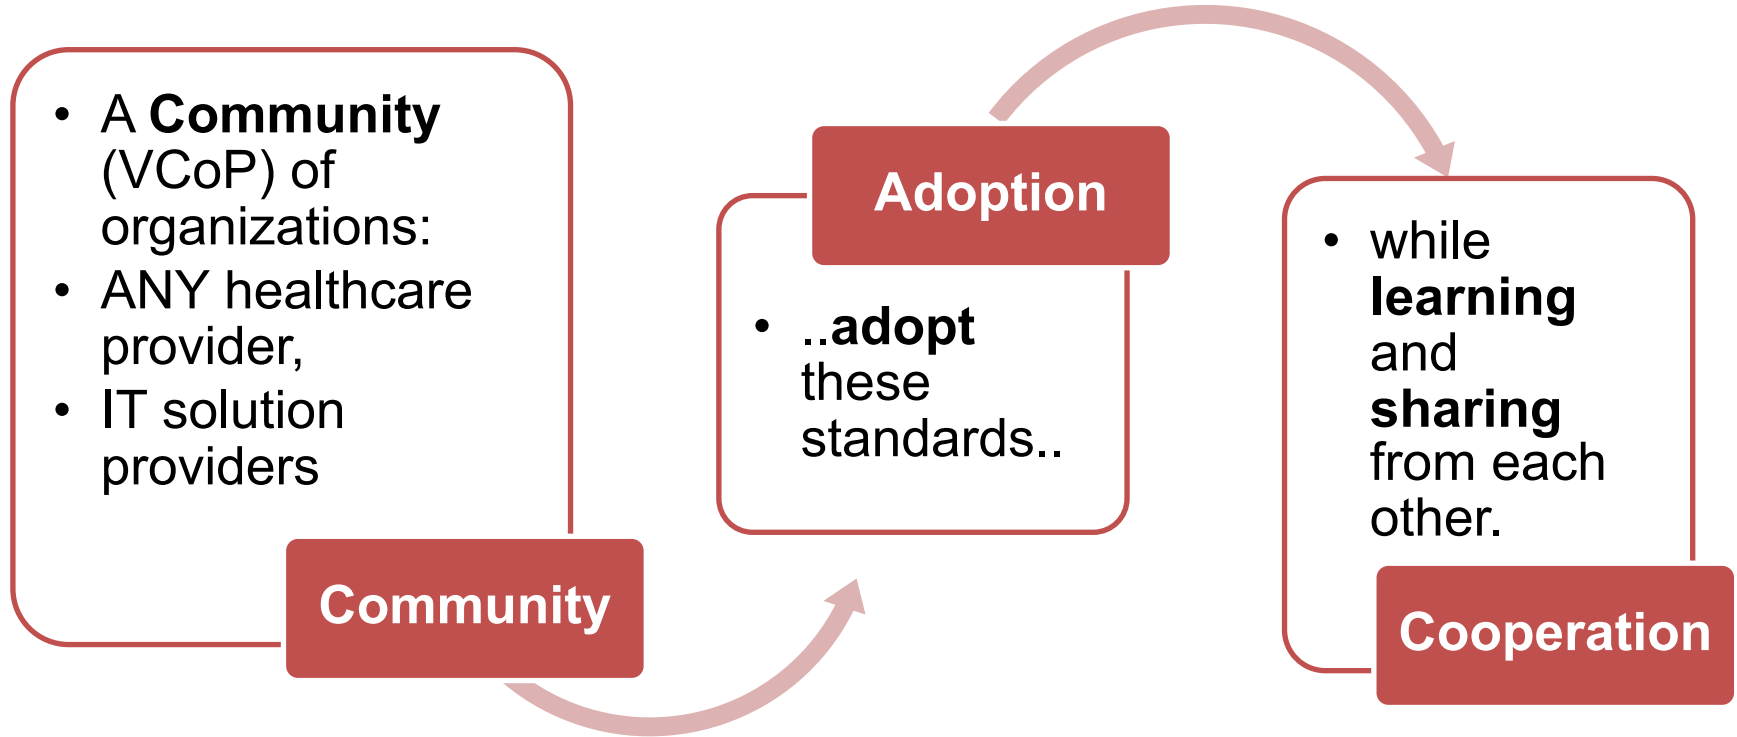 • A Community
(VCoP) of
organizations:
• ANY healthcare
provider,
• IT solution
providers
Community
Adoption
• ..adopt
these
standards..
• while
learning
and
sharing
from each
other.
Cooperation